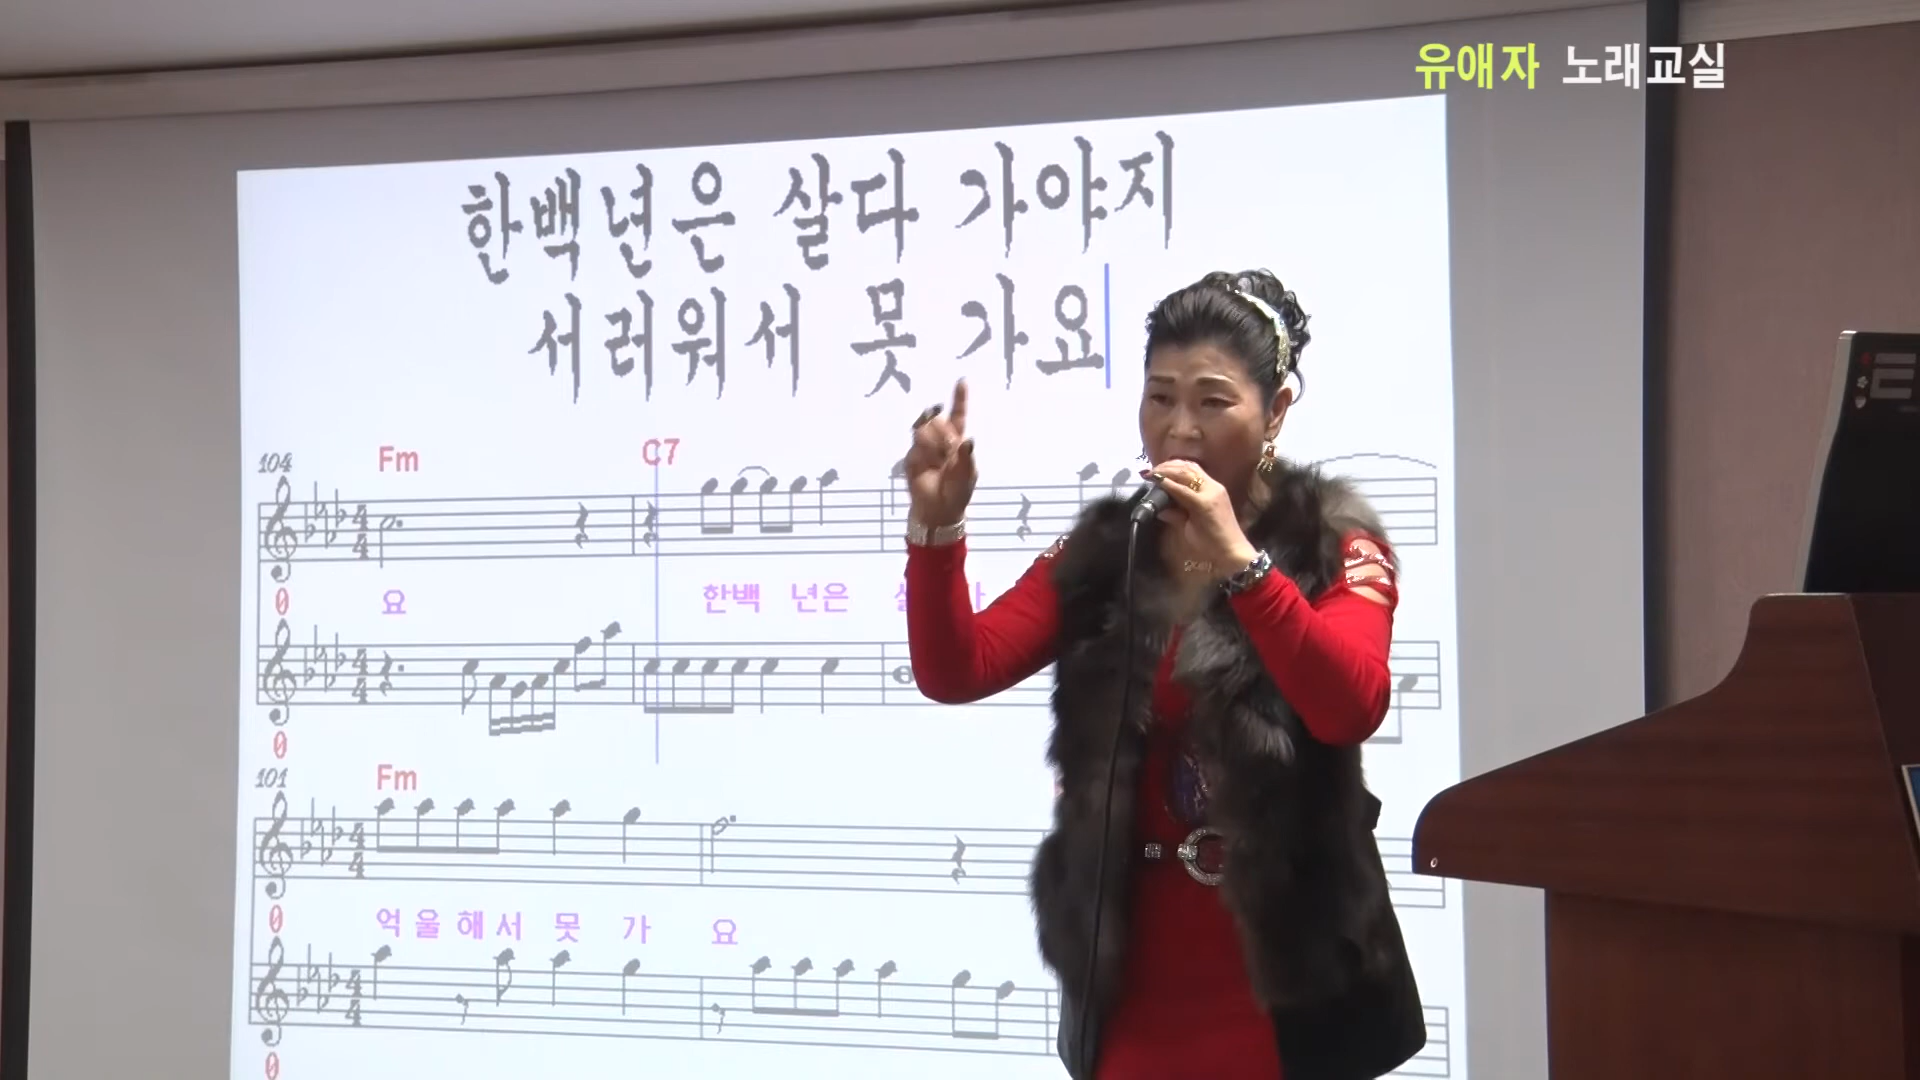 유애자 노래교실
한백년은 살다 가야지
서러워서 못 가요
104 Fm C7
0 요 한백 년은
0
101 Fm
0 억울해서 못 가 요
0